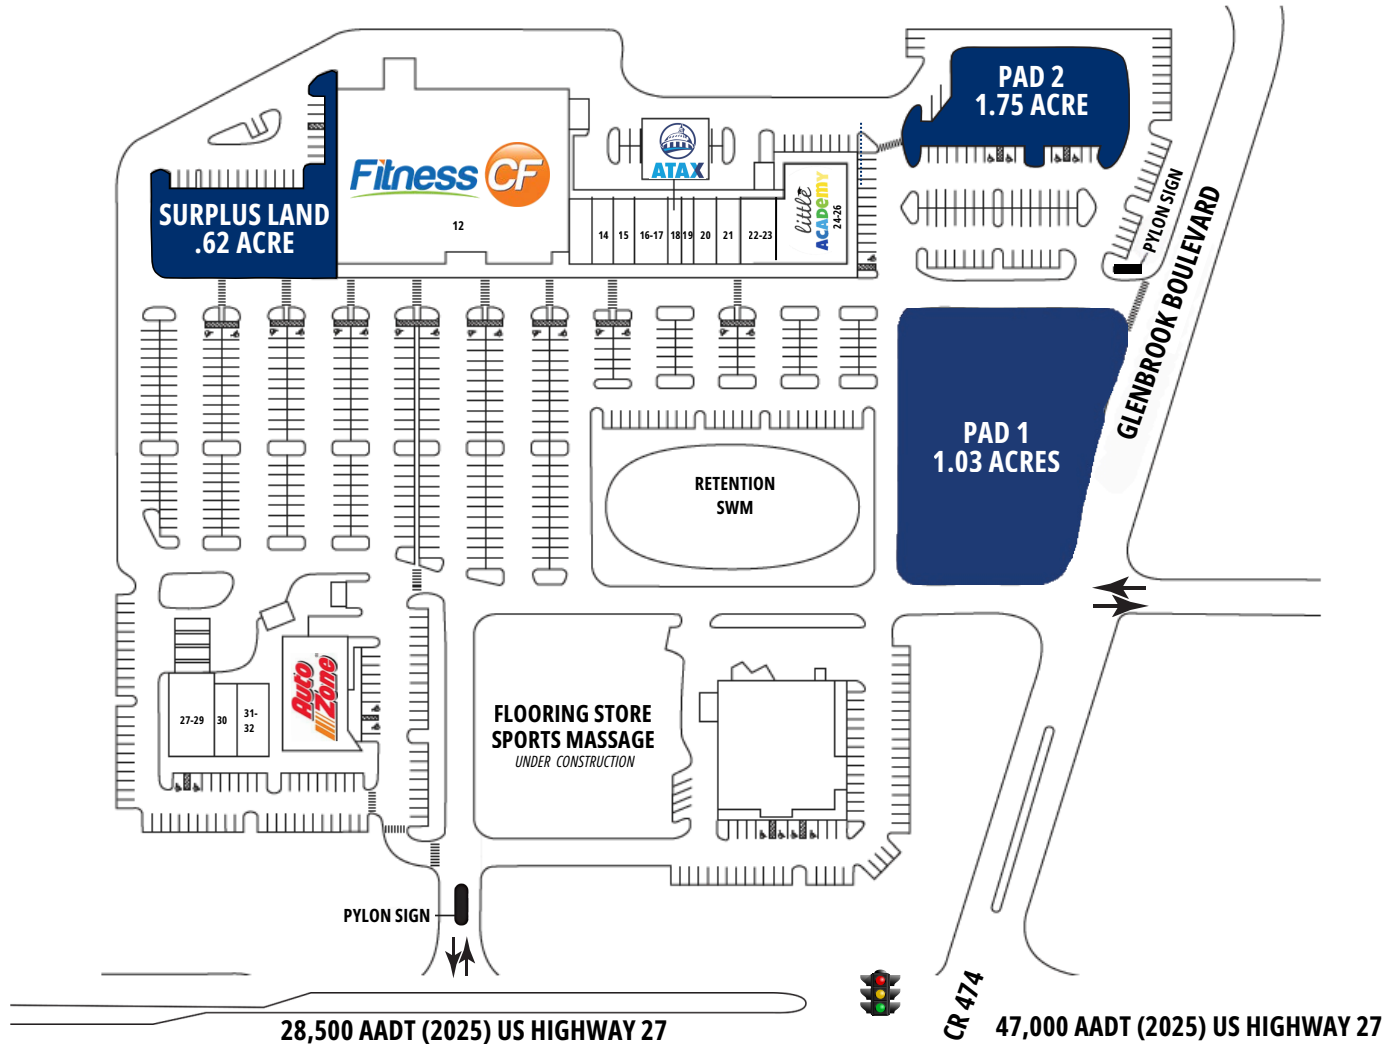 PAD 2
1.75 ACRE
ATAX
Fitness CF
little
ACADEMY
24-26
SURPLUS LAND
.62 ACRE
12
14
15
16-17
18
19
20
21
22-23
PYLON SIGN
GLENBROOK BOULEVARD
PAD 1
1.03 ACRES
RETENTION
SWM
Auto
Zone
27-29
30
31-
32
FLOORING STORE
SPORTS MASSAGE
UNDER CONSTRUCTION
PYLON SIGN
CR 474
28,500 AADT (2025) US HIGHWAY 27
47,000 AADT (2025) US HIGHWAY 27